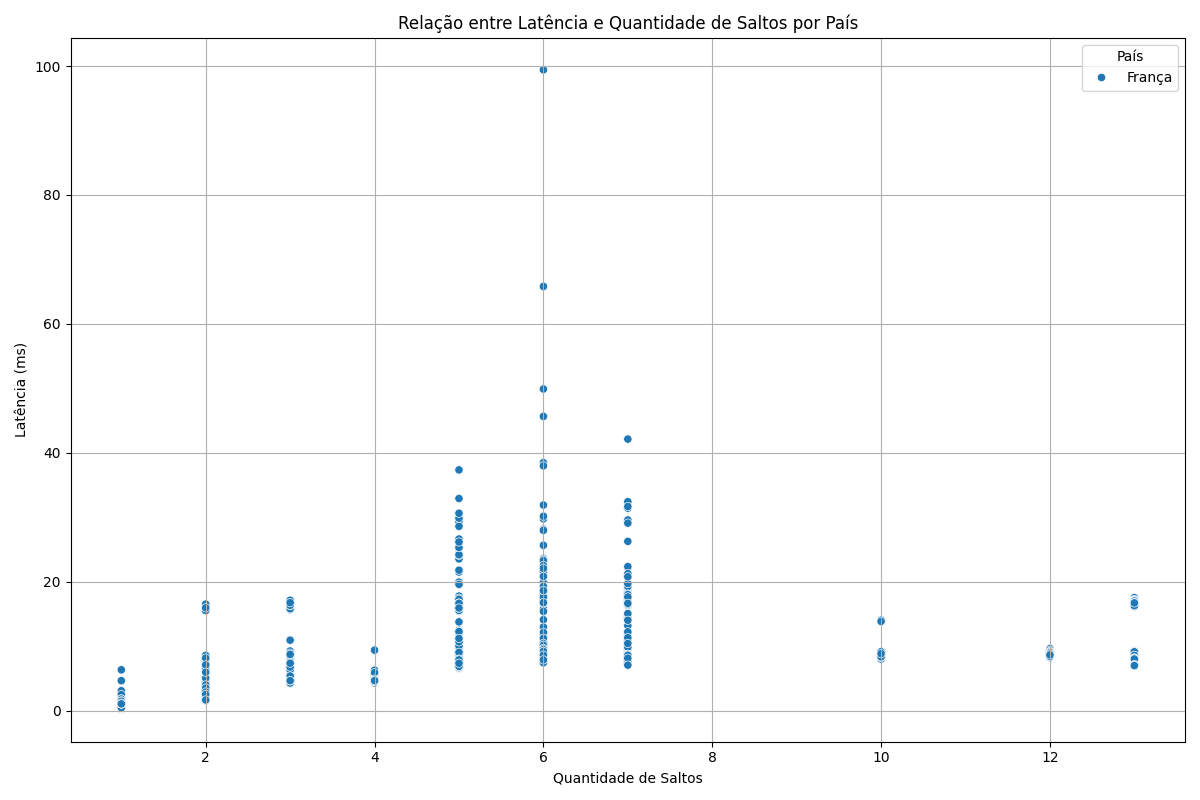 Relação entre Latência e Quantidade de Saltos por País
País
França
Latência (ms)
100
80
60
40
20
0
2 4 6 8 10 12
Quantidade de Saltos